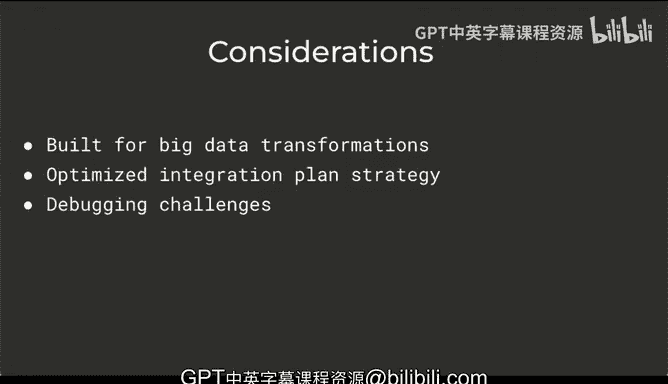 GPT中英字幕课程资源 bilibili
Considerations
● Built for big data transformations
● Optimized integration plan strategy
● Debugging challenges
GPT中英字幕课程资源@bilibili.com